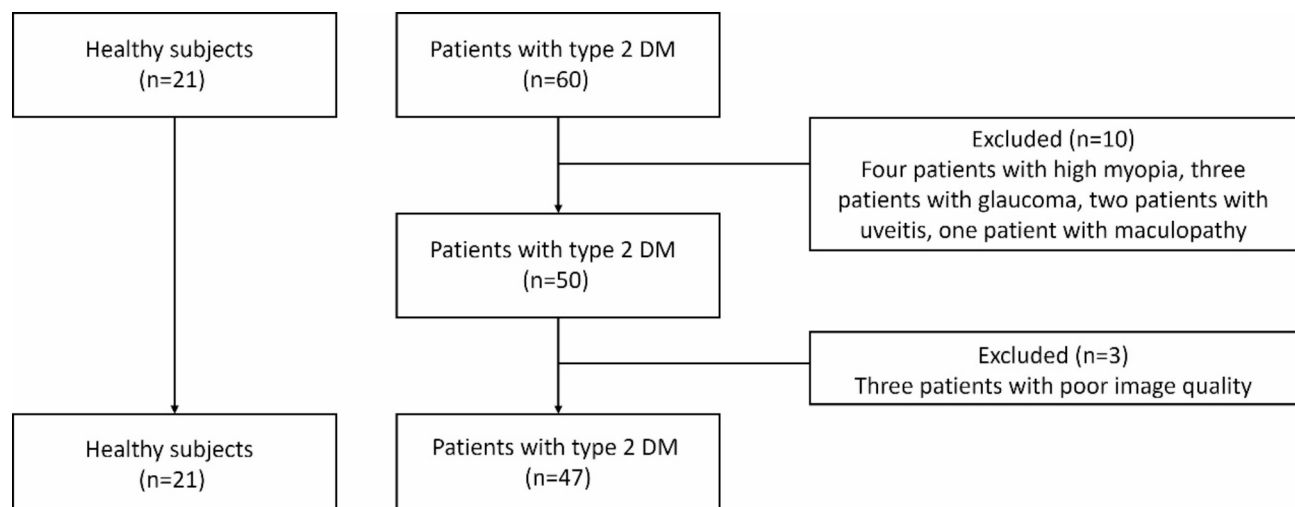 Healthy subjects
(n=21)
Patients with type 2 DM
(n=60)
Excluded (n=10)
Four patients with high myopia, three
patients with glaucoma, two patients with
uveitis, one patient with maculopathy
Patients with type 2 DM
(n=50)
Excluded (n=3)
Three patients with poor image quality
Healthy subjects
(n=21)
Patients with type 2 DM
(n=47)